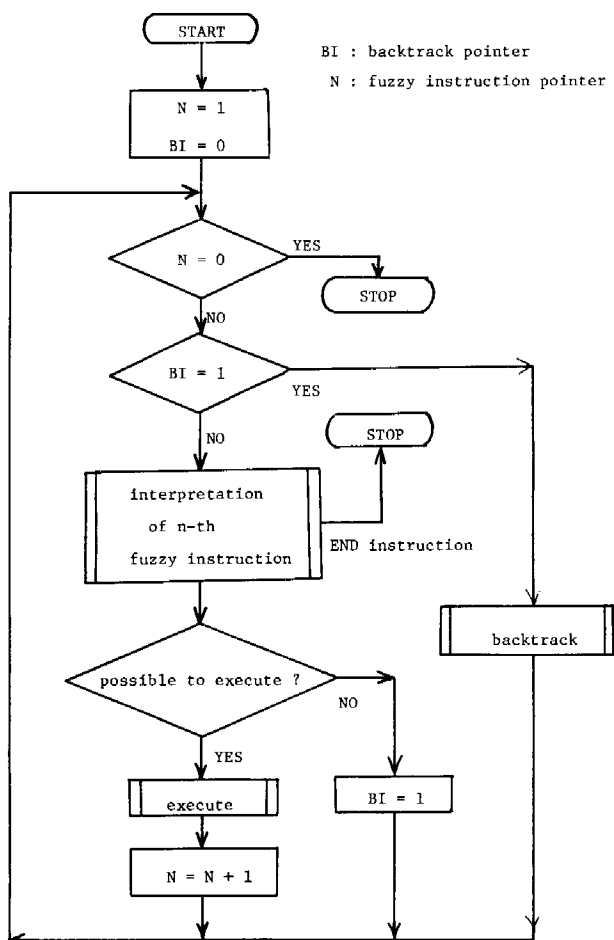 START
BI : backtrack pointer
N : fuzzy instruction pointer
N = 1
BI = 0
N = 0
YES
STOP
NO
BI = 1
YES
NO
STOP
interpretation
of n-th
fuzzy instruction
END instruction
backtrack
possible to execute ?
NO
YES
execute
BI = 1
N = N + 1